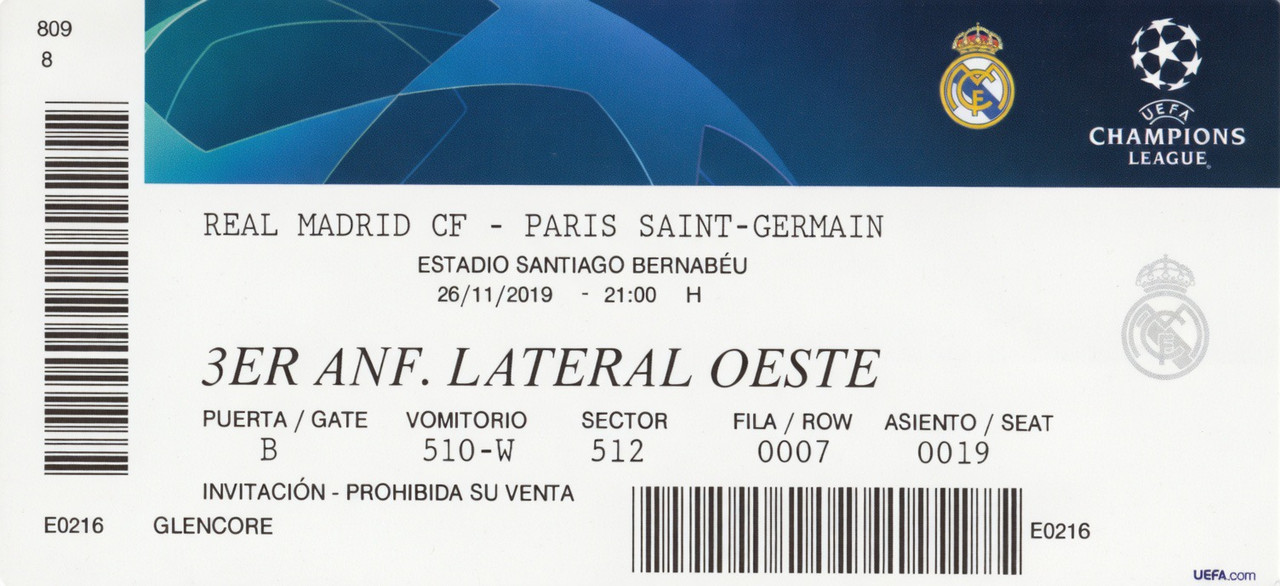 809
8
UEFA
CHAMPIONS
LEAGUE
REAL MADRID CF - PARIS SAINT-GERMAIN
ESTADIO SANTIAGO BERNABÉU
26/11/2019 - 21:00 H
3ER ANF. LATERAL OESTE
PUERTA / GATE VOMITORIO SECTOR FILA / ROW ASIENTO / SEAT
B 510-W 512 0007 0019
INVITACIÓN - PROHIBIDA SU VENTA
E0216 GLENCORE E0216
UEFA.com